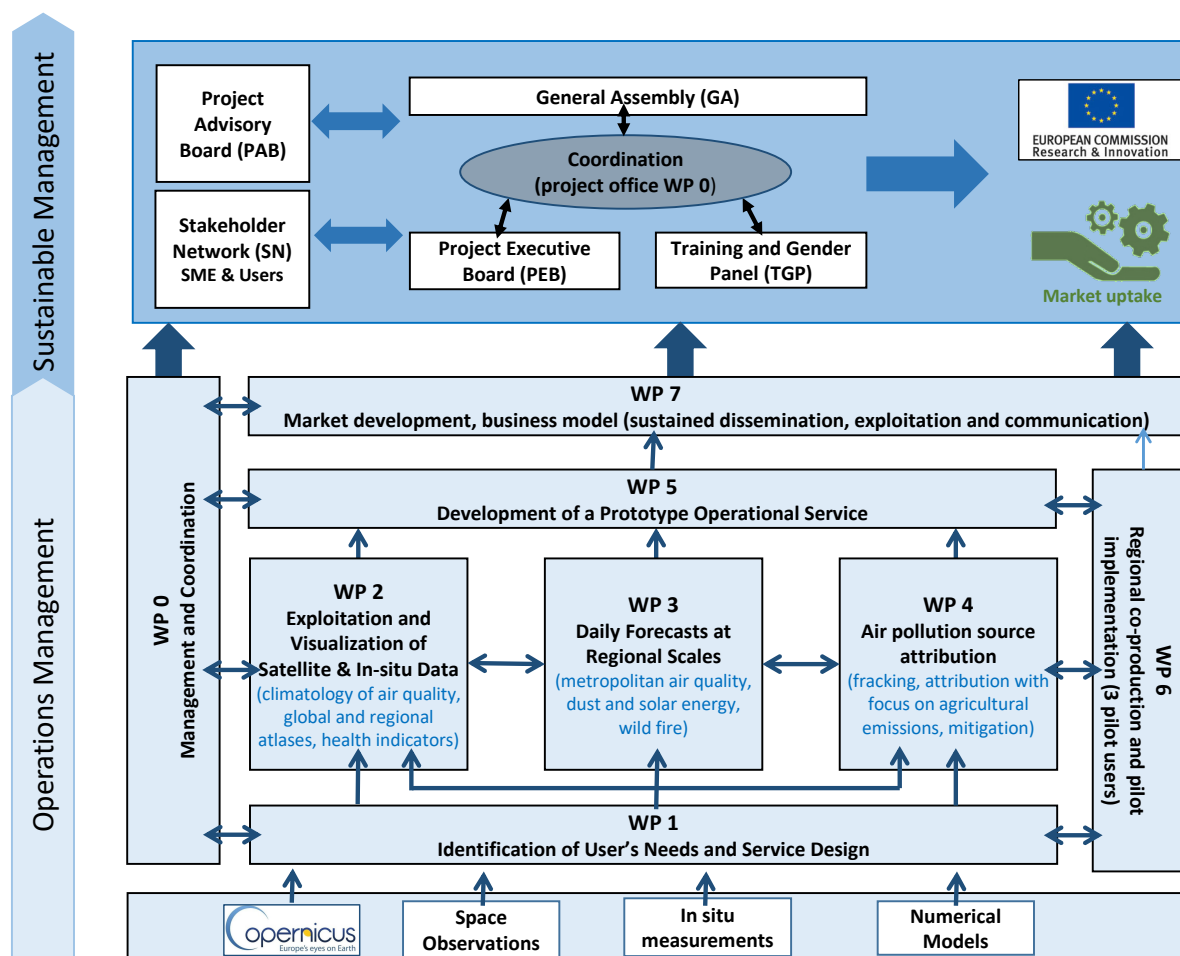 Sustainable Management
Operations Management
Project
Advisory
Board (PAB)
General Assembly (GA)
Coordination
(project office WP 0)
Stakeholder
Network (SN)
SME & Users
Project Executive
Board (PEB)
Training and Gender
Panel (TGP)
EUROPEAN COMMISSION
Research & Innovation
Market uptake
WP 0
Management and Coordination
WP 7
Market development, business model (sustained dissemination, exploitation and communication)
WP 5
Development of a Prototype Operational Service
WP 2
Exploitation and
Visualization of
Satellite & In-situ Data
(climatology of air quality,
global and regional
atlases, health indicators)
WP 3
Daily Forecasts at
Regional Scales
(metropolitan air quality,
dust and solar energy,
wild fire)
WP 4
Air pollution source
attribution
(fracking, attribution with
focus on agricultural
emissions, mitigation)
WP 6
Regional co-production and pilot
implementation (3 pilot users)
WP 1
Identification of User's Needs and Service Design
opernicus
Europe's eyes on Earth
Space
Observations
In situ
measurements
Numerical
Models